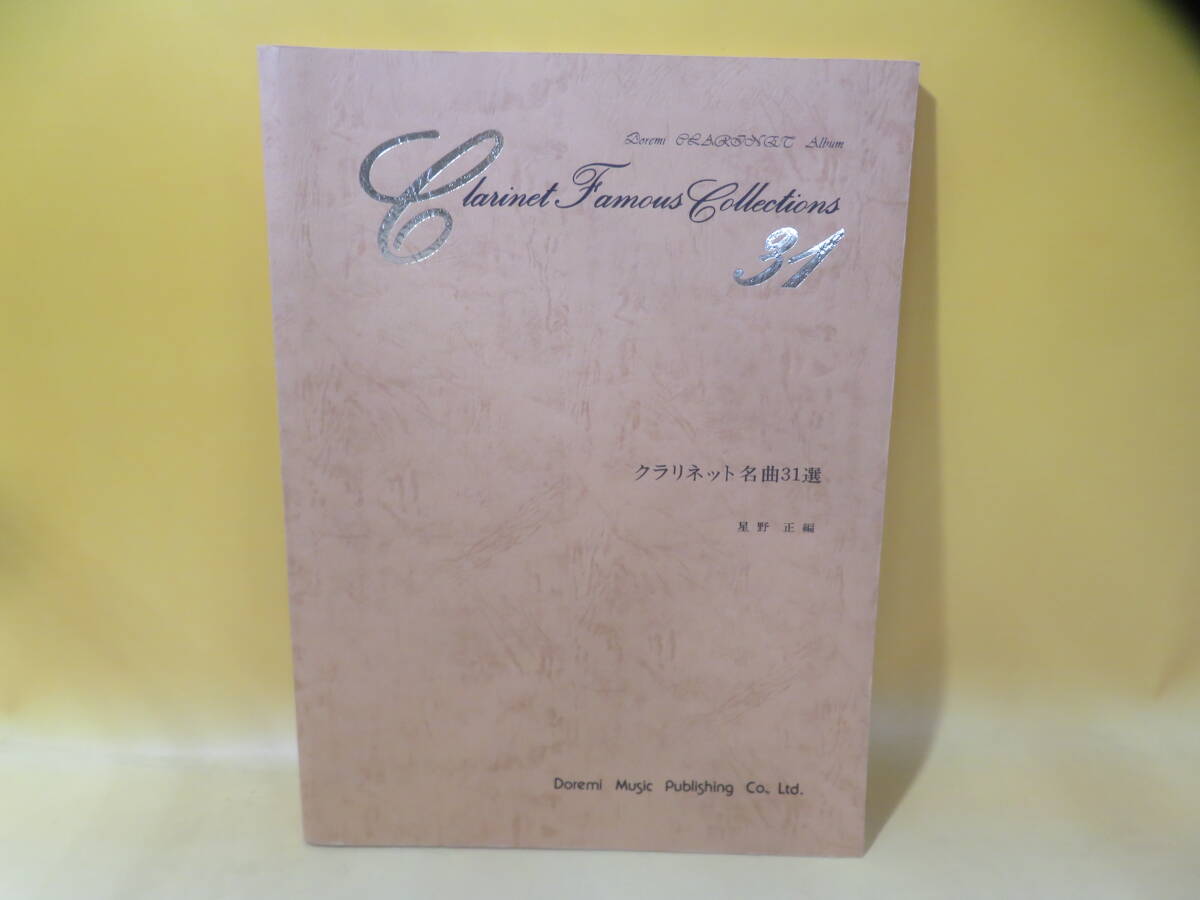 Doremi CLARINET Album
Clarinet Famous Collections
31
クラリネット名曲31選
星野 正編
Doremi Music Publishing Co., Ltd.